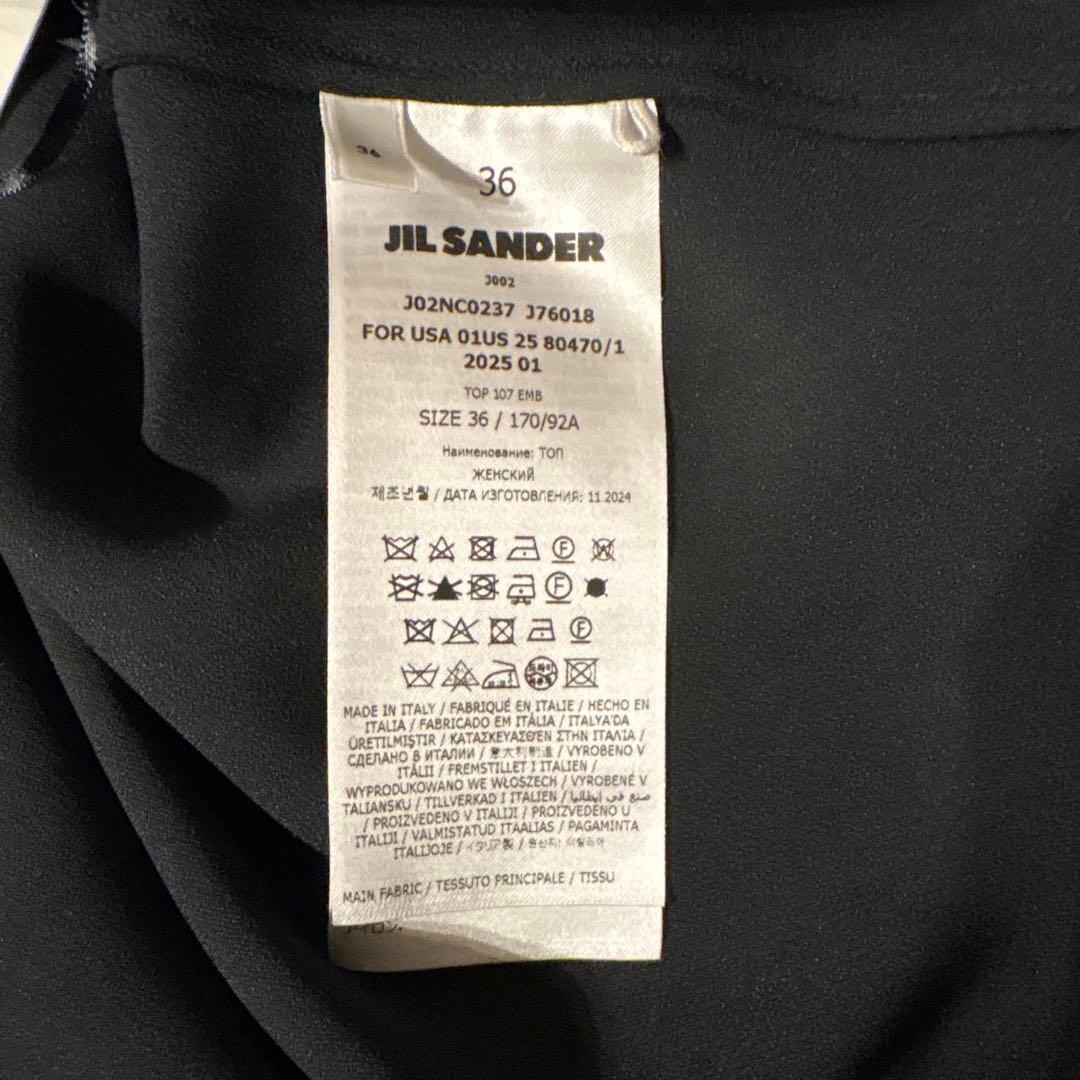 36
36
JIL SANDER
J002
J02NC0237 J76018
FOR USA 01US 25 80470/1
2025 01
TOP 107 EMB
SIZE 36 / 170/92A
Наименование: ТОП
ЖЕНСКИЙ
제조년월 / ДАТА ИЗГОТОВЛЕНИЯ: 11.2024
F W
F
F
MADE IN ITALY / FABRIQUÉ EN ITALIE / HECHO EN
ITALIA / FABRICADO EM ITÁLIA / ITALYA'DA
ÜRETILMIŞTIR / ΚΑΤΑΣΚΕΥΑΣΘΕΝ ΣΤΗΝ ΙΤΑΛΙΑ /
СДЕЛАНО В ИТАЛИИ / 意大利制造 / VYROBENO V
ITÁLII / FREMSTILLET I ITALIEN /
WYPRODUKOWANO WE WŁOSZECH / VYROBENÉ V
TALIANSKU / TILLVERKAD I ITALIEN / صنع في إيطاليا
/ PROIZVEDENO V ITALIJI / PROIZVEDENO U
ITALIJI / VALMISTATUD ITAALIAS / PAGAMINTA
ITALIJOJE / イタリア製 / 원산지: 이탈리아
MAIN FABRIC / TESSUTO PRINCIPALE / TISSU